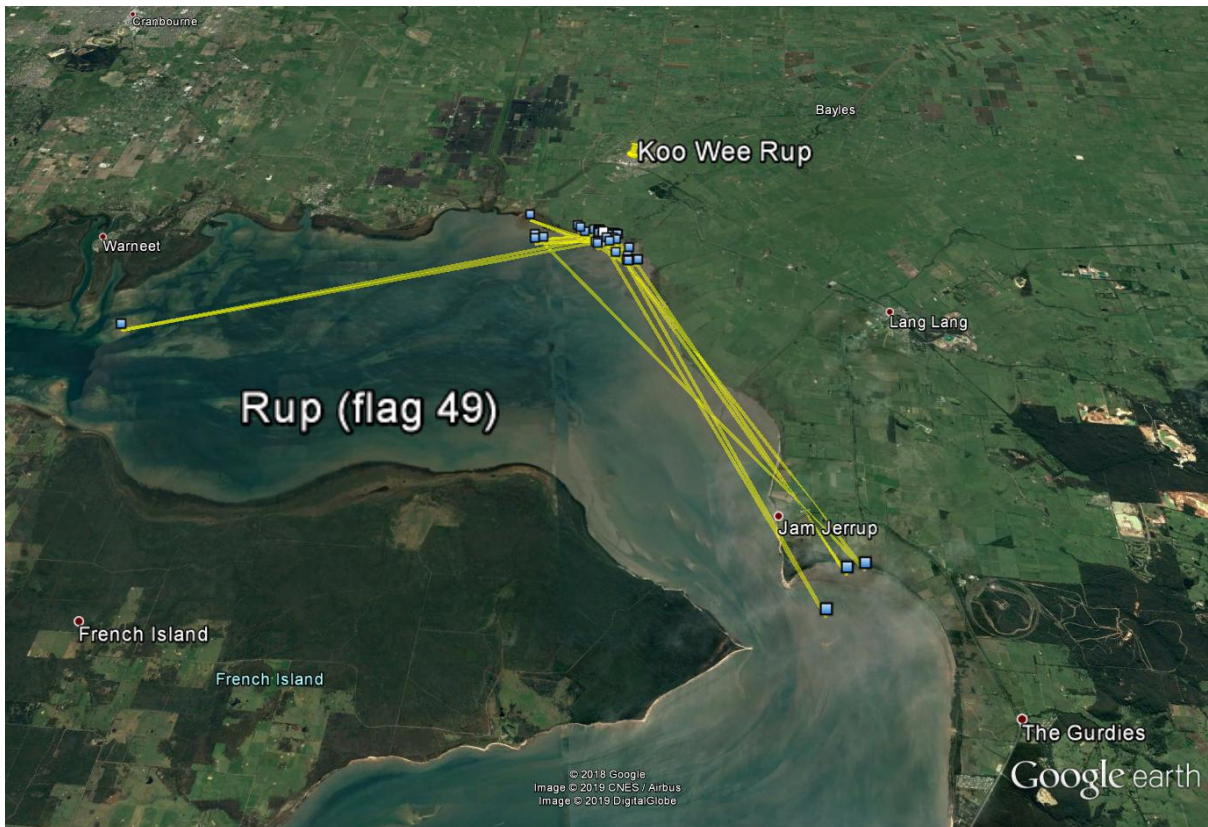 Cranbourne
Bayles
Koo Wee Rup
Warneet
Lang Lang
Rup (flag 49)
Jam Jerrup
French Island
French Island
The Gurdies
© 2018 Google
Image © 2019 CNES / Airbus
Image © 2019 DigitalGlobe
Google earth